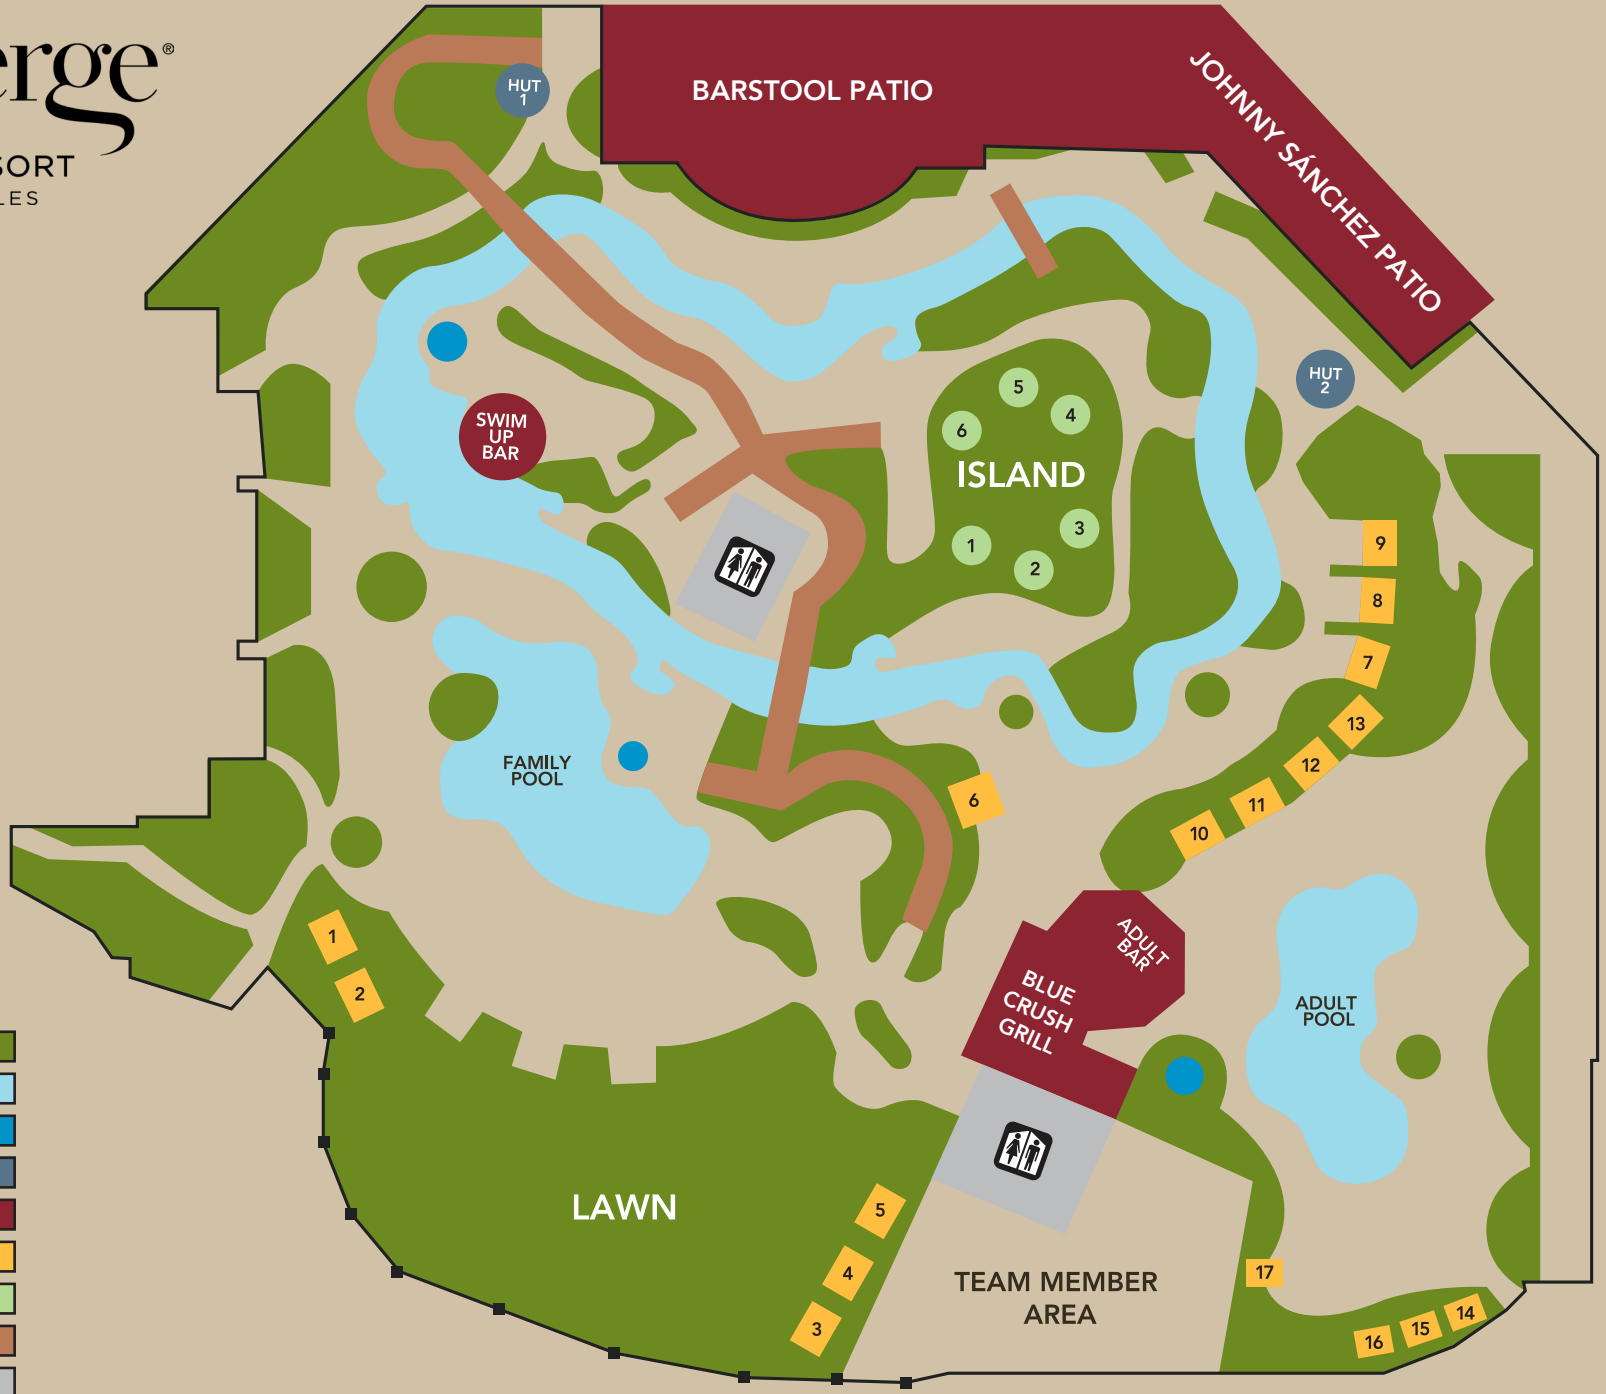 erge®
SORT
LES
BARSTOOL PATIO
JOHNNY SÁNCHEZ PATIO
HUT
1
HUT
2
SWIM
UP
BAR
5
4
6
ISLAND
3
1
2
9
8
7
13
12
11
10
6
FAMILY
POOL
1
2
ADULT
BAR
BLUE
CRUSH
GRILL
ADULT
POOL
LAWN
5
4
3
TEAM MEMBER
AREA
17
14
15
16